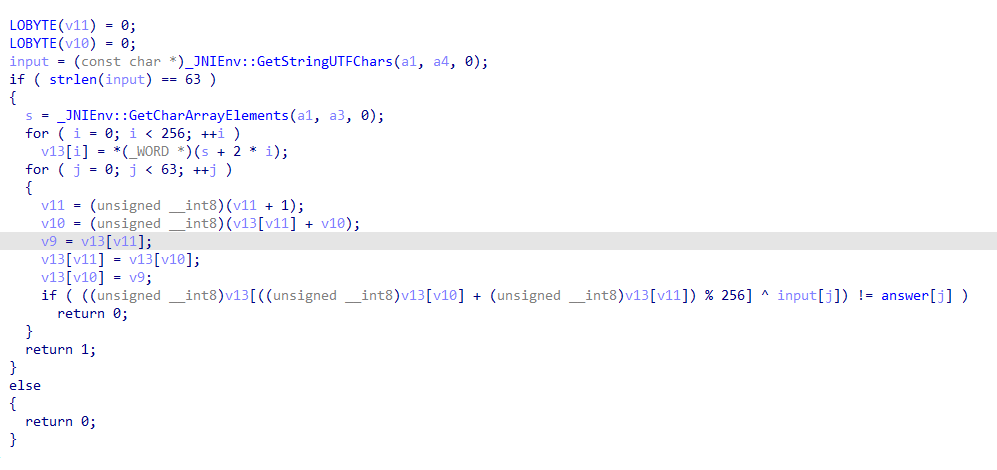 LOBYTE(v11) = 0;
LOBYTE(v10) = 0;
input = (const char *)_JNIEnv::GetStringUTFChars(a1, a4, 0);
if ( strlen(input) == 63 )
{
  s = _JNIEnv::GetCharArrayElements(a1, a3, 0);
  for ( i = 0; i < 256; ++i )
    v13[i] = *(_WORD *)(s + 2 * i);
  for ( j = 0; j < 63; ++j )
  {
    v11 = (unsigned __int8)(v11 + 1);
    v10 = (unsigned __int8)(v13[v11] + v10);
    v9 = v13[v11];
    v13[v11] = v13[v10];
    v13[v10] = v9;
    if ( ((unsigned __int8)v13[((unsigned __int8)v13[v10] + (unsigned __int8)v13[v11]) % 256] ^ input[j]) != answer[j] )
      return 0;
  }
  return 1;
}
else
{
  return 0;
}